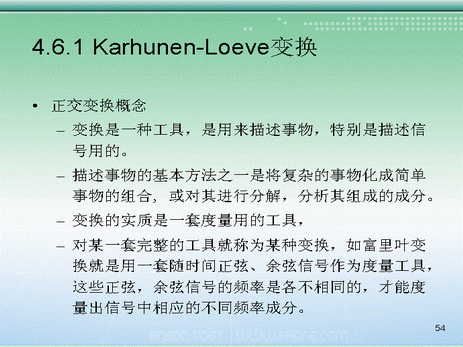 4.6.1 Karhunen-Loeve变换
• 正交变换概念
– 变换是一种工具，是用来描述事物，特别是描述信
号用的。
– 描述事物的基本方法之一是将复杂的事物化成简单
事物的组合, 或对其进行分解，分析其组成的成分。
– 变换的实质是一套度量用的工具，
– 对某一套完整的工具就称为某种变换，如富里叶变
换就是用一套随时间正弦、余弦信号作为度量工具，
这些正弦，余弦信号的频率是各不相同的，才能度
量出信号中相应的不同频率成分。
54